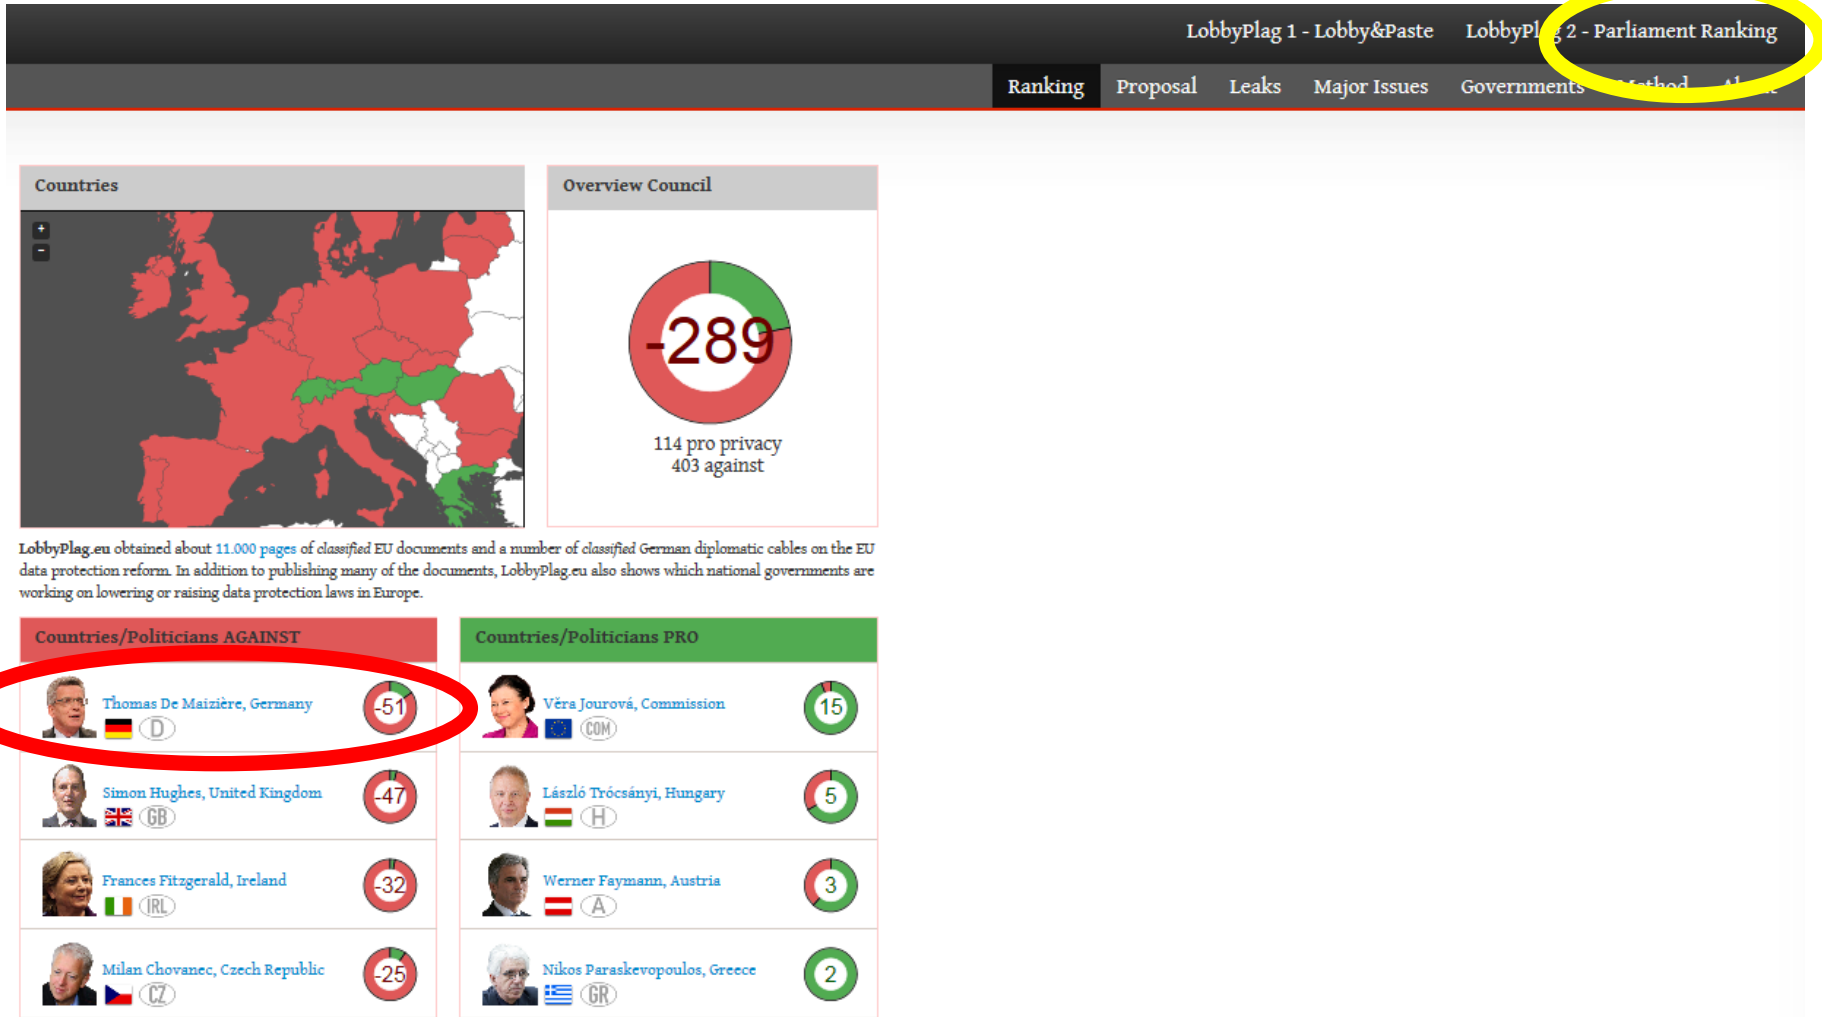 LobbyPlag 1 - Lobby&Paste LobbyPlag 2 - Parliament Ranking
Ranking Proposal Leaks Major Issues Governments Method
Countries
+
-
Overview Council
-289
114 pro privacy
403 against
LobbyPlag.eu obtained about 11.000 pages of classified EU documents and a number of classified German diplomatic cables on the EU
data protection reform. In addition to publishing many of the documents, LobbyPlag.eu also shows which national governments are
working on lowering or raising data protection laws in Europe.
Countries/Politicians AGAINST
Thomas De Maizière, Germany
D
-51
Simon Hughes, United Kingdom
GB
-47
Frances Fitzgerald, Ireland
IRL
-32
Milan Chovanec, Czech Republic
CZ
-25
Countries/Politicians PRO
Věra Jourová, Commission
COM
15
László Trócsányi, Hungary
H
5
Werner Faymann, Austria
A
3
Nikos Paraskevopoulos, Greece
GR
2